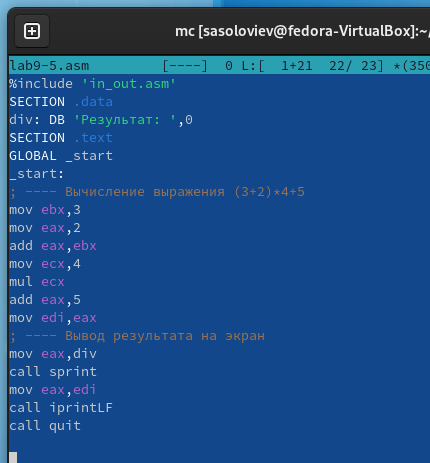 mc [sasoloviev@fedora-VirtualBox]:~/
lab9-5.asm [----] 0 L:[ 1+21 22/ 23] *(350
%include 'in_out.asm'
SECTION .data
div: DB 'Результат: ',0
SECTION .text
GLOBAL _start
_start:
; ---- Вычисление выражения (3+2)*4+5
mov ebx,3
mov eax,2
add eax,ebx
mov ecx,4
mul ecx
add eax,5
mov edi,eax
; ---- Вывод результата на экран
mov eax,div
call sprint
mov eax,edi
call iprintLF
call quit